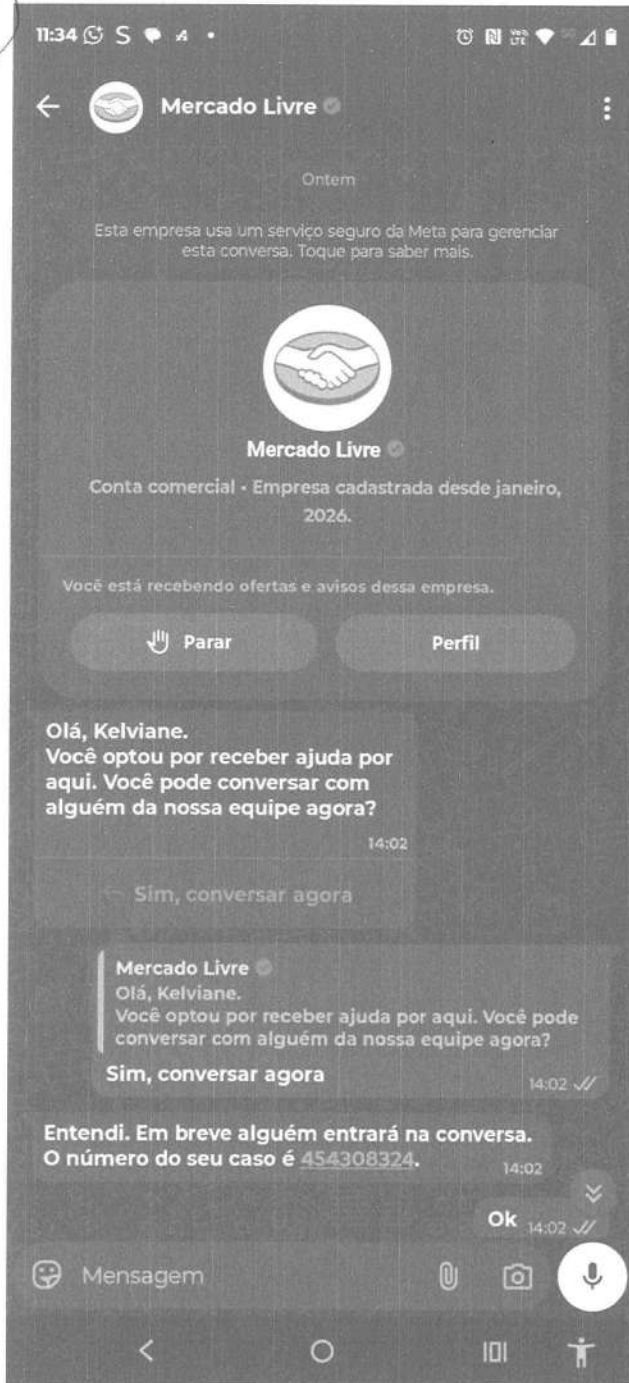 11:34
Mercado Livre
Ontem
Esta empresa usa um serviço seguro da Meta para gerenciar
esta conversa. Toque para saber mais.
Mercado Livre
Conta comercial • Empresa cadastrada desde janeiro,
2026.
Você está recebendo ofertas e avisos dessa empresa.
Parar
Perfil
Olá, Kelviane.
Você optou por receber ajuda por
aqui. Você pode conversar com
alguém da nossa equipe agora?
14:02
Sim, conversar agora
Mercado Livre
Olá, Kelviane.
Você optou por receber ajuda por aqui. Você pode
conversar com alguém da nossa equipe agora?
Sim, conversar agora
14:02
Entendi. Em breve alguém entrará na conversa.
O número do seu caso é 454308324.
14:02
Ok 14:02
Mensagem